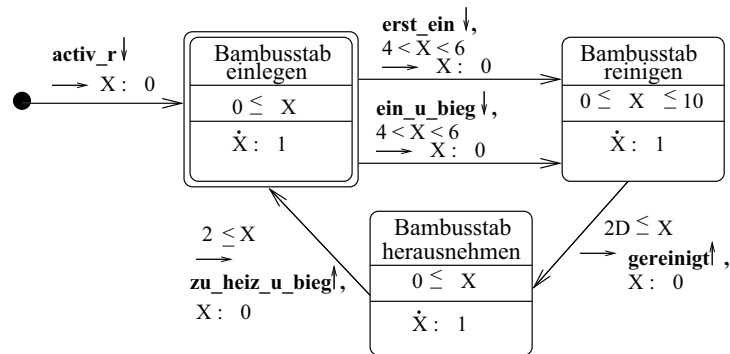 activ_r↓
→ X : 0
Bambusstab
einlegen
0 ≤ X
Ẋ : 1
erst_ein↓,
4 < X < 6
→ X : 0
ein_u_bieg↓,
4 < X < 6
→ X : 0
Bambusstab
reinigen
0 ≤ X ≤ 10
Ẋ : 1
2 ≤ X
→
zu_heiz_u_bieg↑,
X : 0
Bambusstab
herausnehmen
0 ≤ X
Ẋ : 1
2D ≤ X
→ gereinigt↑,
X : 0